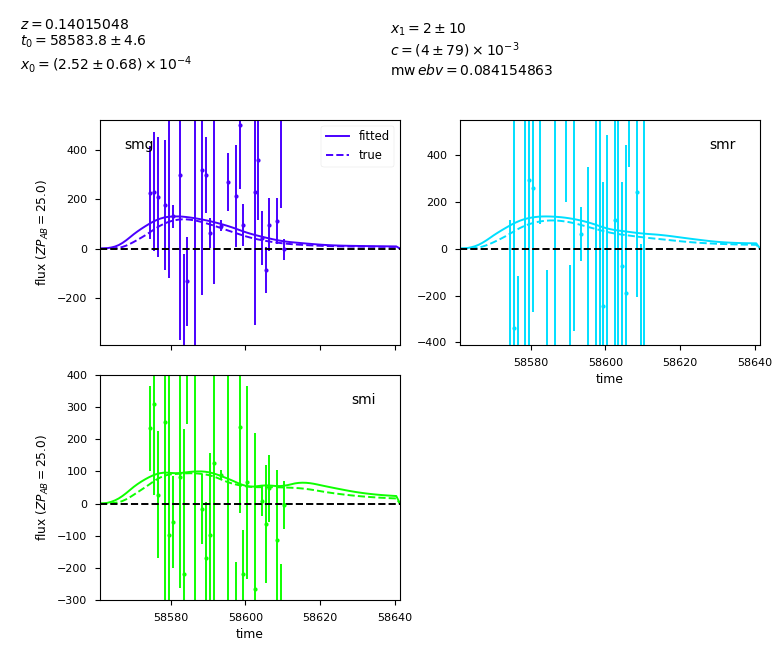 z = 0.14015048
t₀ = 58583.8 ± 4.6
x₀ = (2.52 ± 0.68) × 10⁻⁴
x₁ = 2 ± 10
c = (4 ± 79) × 10⁻³
mw ebv = 0.084154863
smg
fitted
true
400
200
0
−200
flux (ZP_AB = 25.0)
smr
400
200
0
−200
−400
58580 58600 58620 58640
time
smi
400
300
200
100
0
−100
−200
−300
flux (ZP_AB = 25.0)
58580 58600 58620 58640
time